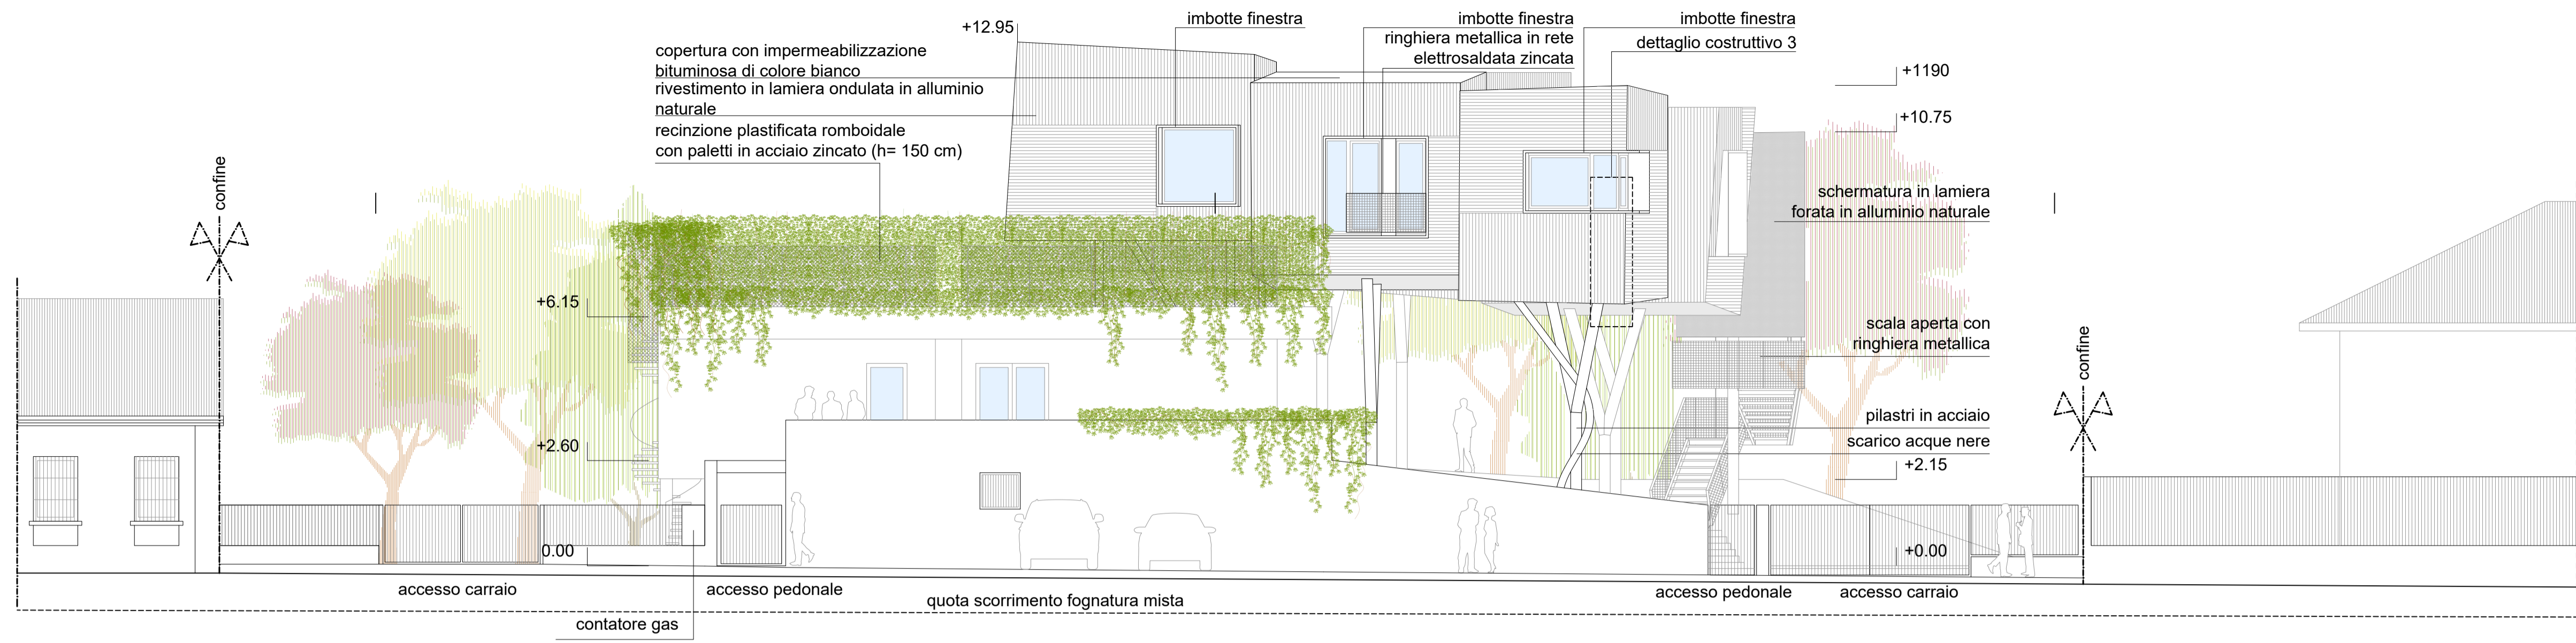 +12.95
imbotte finestra
imbotte finestra
imbotte finestra
copertura con impermeabilizzazione
bituminosa di colore bianco
rivestimento in lamiera ondulata in alluminio
naturale
recinzione plastificata romboidale
con paletti in acciaio zincato (h= 150 cm)
ringhiera metallica in rete
elettrosaldata zincata
dettaglio costruttivo 3
+1190
+10.75
confine
schermatura in lamiera
forata in alluminio naturale
+6.15
scala aperta con
ringhiera metallica
confine
pilastri in acciaio
scarico acque nere
+2.60
+2.15
0.00
+0.00
accesso carraio
accesso pedonale
quota scorrimento fognatura mista
accesso pedonale
accesso carraio
contatore gas